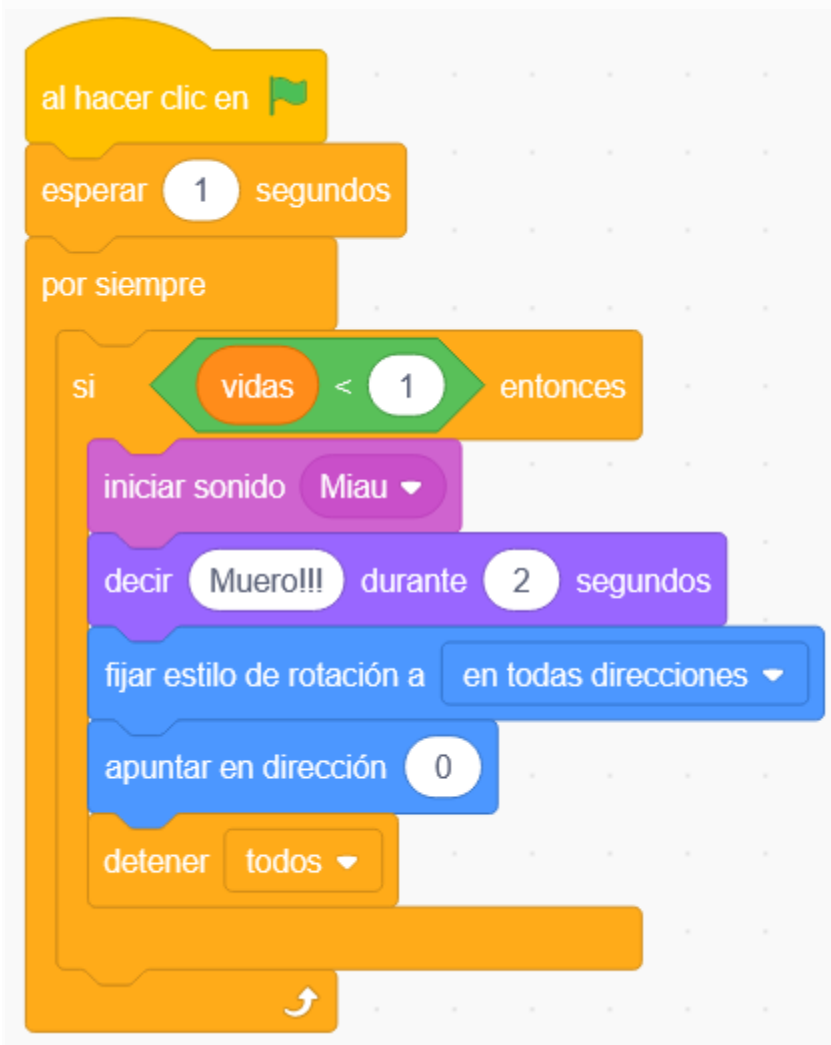 al hacer clic en
esperar 1 segundos
por siempre
si vidas < 1 entonces
iniciar sonido Miau
decir Muero!!! durante 2 segundos
fijar estilo de rotación a en todas direcciones
apuntar en dirección 0
detener todos